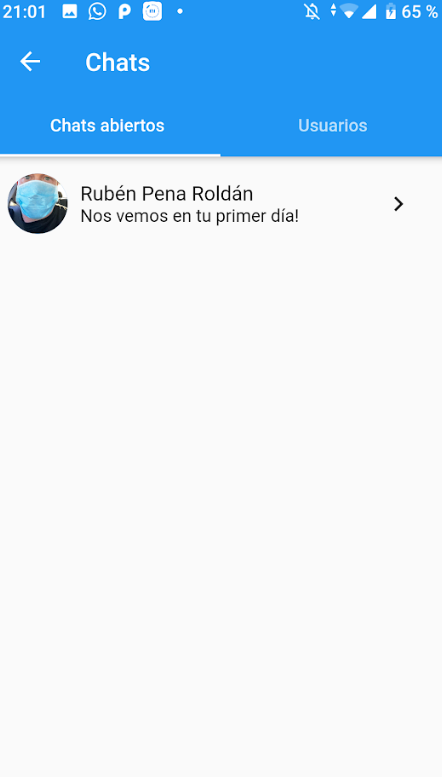 21:01 65 %
Chats
Chats abiertos Usuarios
Rubén Pena Roldán
Nos vemos en tu primer día!